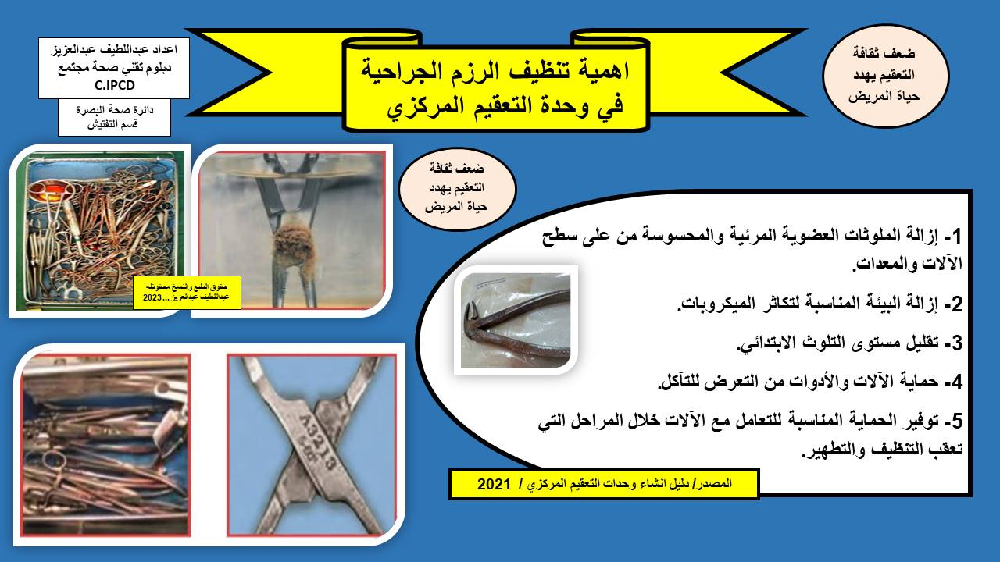 اهمية تنظيف الرزم الجراحية
في وحدة التعقيم المركزي
ضعف ثقافة
التعقيم يهدد
حياة المريض
اعداد عبداللطيف عبدالعزيز
دبلوم تقني صحة مجتمع
C.IPCD
دائرة صحة البصرة
قسم التفتيش
ضعف ثقافة
التعقيم يهدد
حياة المريض
1- إزالة الملوثات العضوية المرئية والمحسوسة من على سطح
الآلات والمعدات.
2- إزالة البيئة المناسبة لتكاثر الميكروبات.
3- تقليل مستوى التلوث الابتدائي.
4- حماية الآلات والأدوات من التعرض للتآكل.
5- توفير الحماية المناسبة للتعامل مع الآلات خلال المراحل التي
تعقب التنظيف والتطهير.
المصدر/ دليل انشاء وحدات التعقيم المركزي / 2021
حقوق الطبع والنسخ محفوظة
عبداللطيف عبدالعزيز ... 2023
A3213